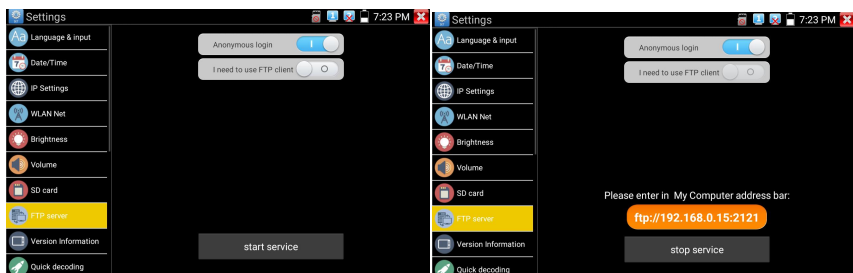 Settings
7:23 PM
Language & input
Date/Time
IP Settings
WLAN Net
Brightness
Volume
SD card
FTP server
Version Information
Quick decoding
Anonymous login
I need to use FTP client
start service
Settings
7:23 PM
Language & input
Date/Time
IP Settings
WLAN Net
Brightness
Volume
SD card
FTP server
Version Information
Quick decoding
Anonymous login
I need to use FTP client
Please enter in My Computer address bar:
ftp://192.168.0.15:2121
stop service